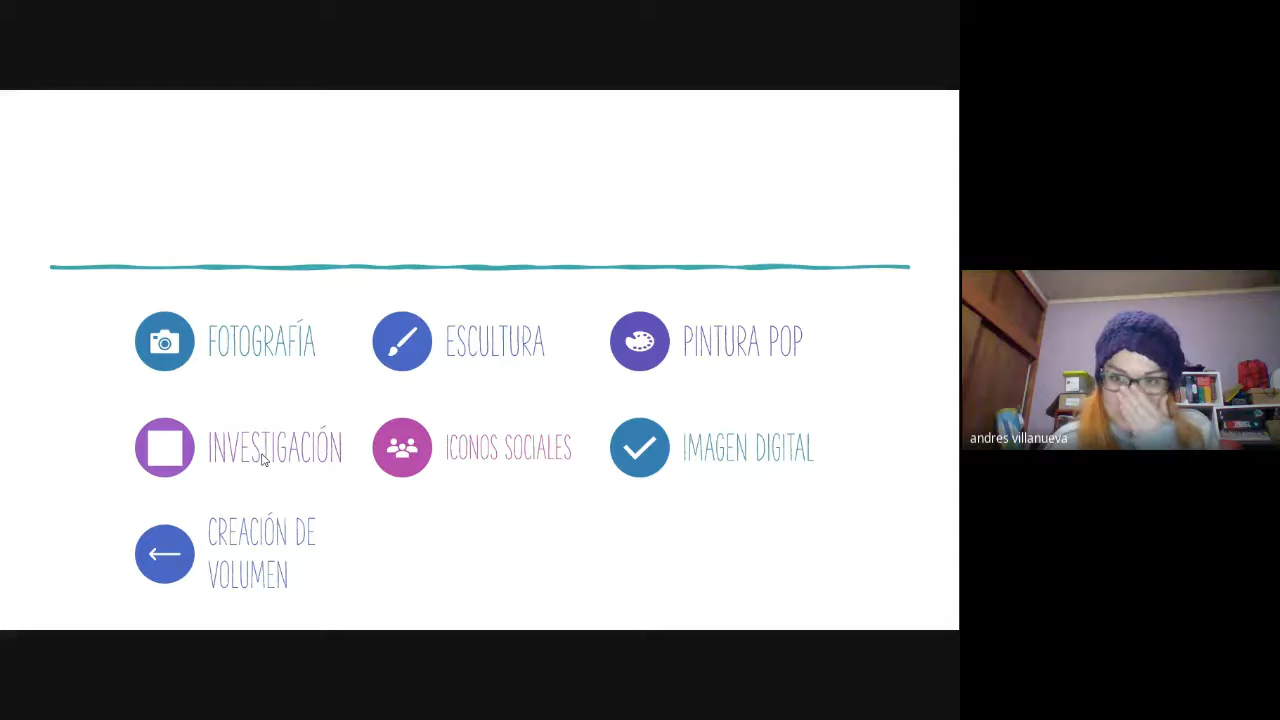 FOTOGRAFÍA
ESCULTURA
PINTURA POP
INVESTIGACIÓN
ICONOS SOCIALES
IMAGEN DIGITAL
CREACIÓN DE
VOLUMEN
andres villanueva